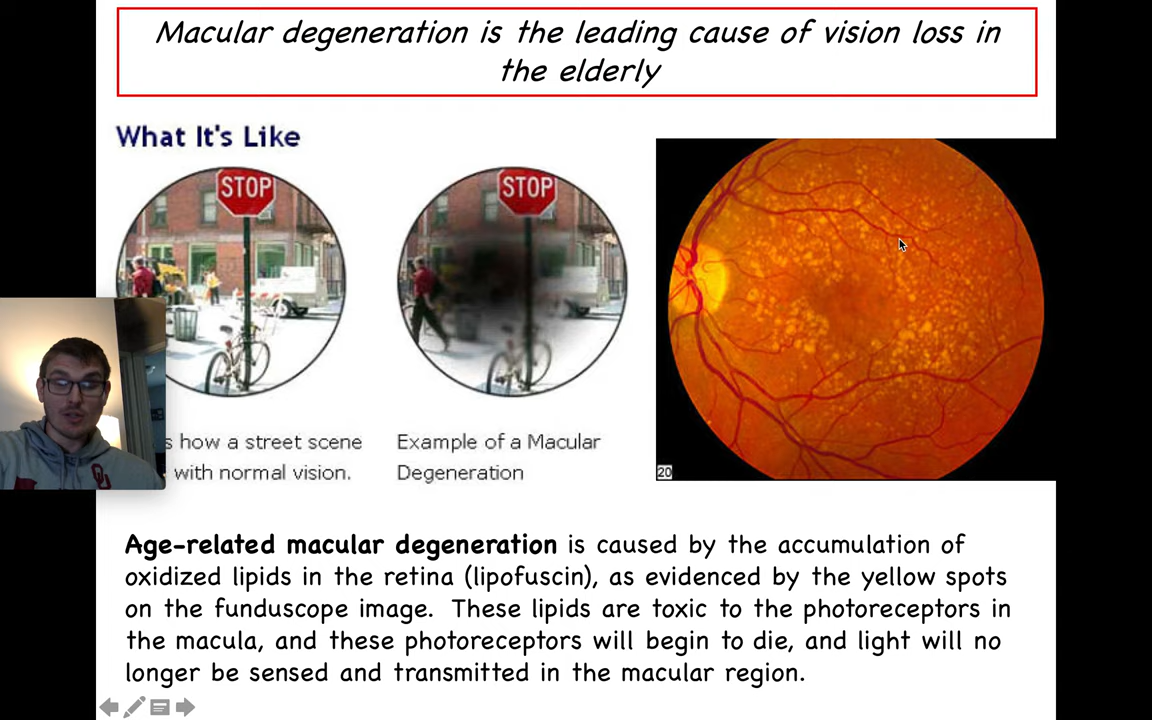 Macular degeneration is the leading cause of vision loss in
the elderly
What It's Like
STOP
STOP
s how a street scene
with normal vision.
Example of a Macular
Degeneration
20
Age-related macular degeneration is caused by the accumulation of
oxidized lipids in the retina (lipofuscin), as evidenced by the yellow spots
on the funduscope image. These lipids are toxic to the photoreceptors in
the macula, and these photoreceptors will begin to die, and light will no
longer be sensed and transmitted in the macular region.